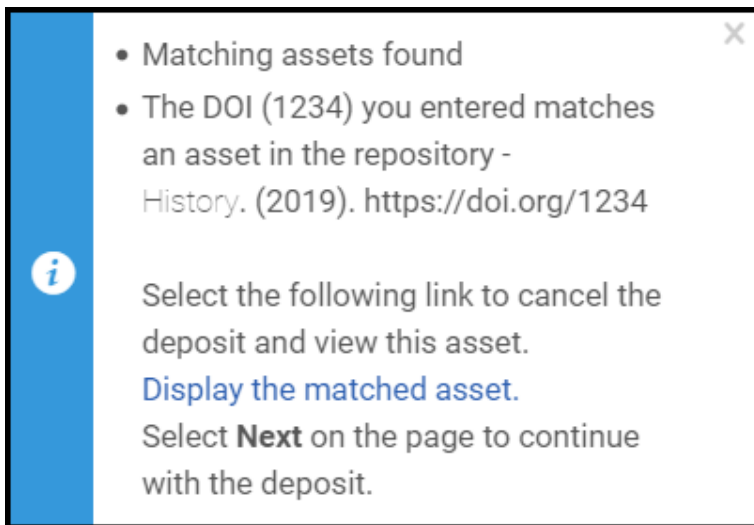 • Matching assets found
• The DOI (1234) you entered matches
an asset in the repository -
History. (2019). https://doi.org/1234
Select the following link to cancel the
deposit and view this asset.
Display the matched asset.
Select Next on the page to continue
with the deposit.